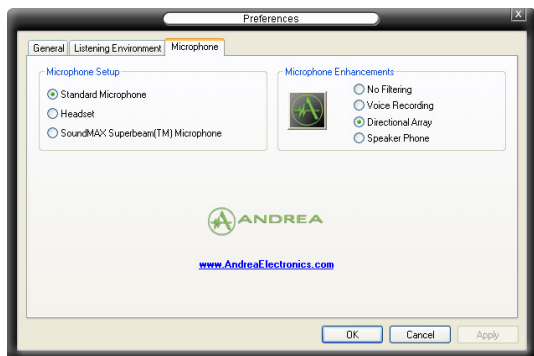 Preferences
X
General
Listening Environment
Microphone
Microphone Setup
Standard Microphone
Headset
SoundMAX Superbeam(TM) Microphone
Microphone Enhancements
No Filtering
Voice Recording
Directional Array
Speaker Phone
ANDREA
www.AndreaElectronics.com
OK
Cancel
Apply